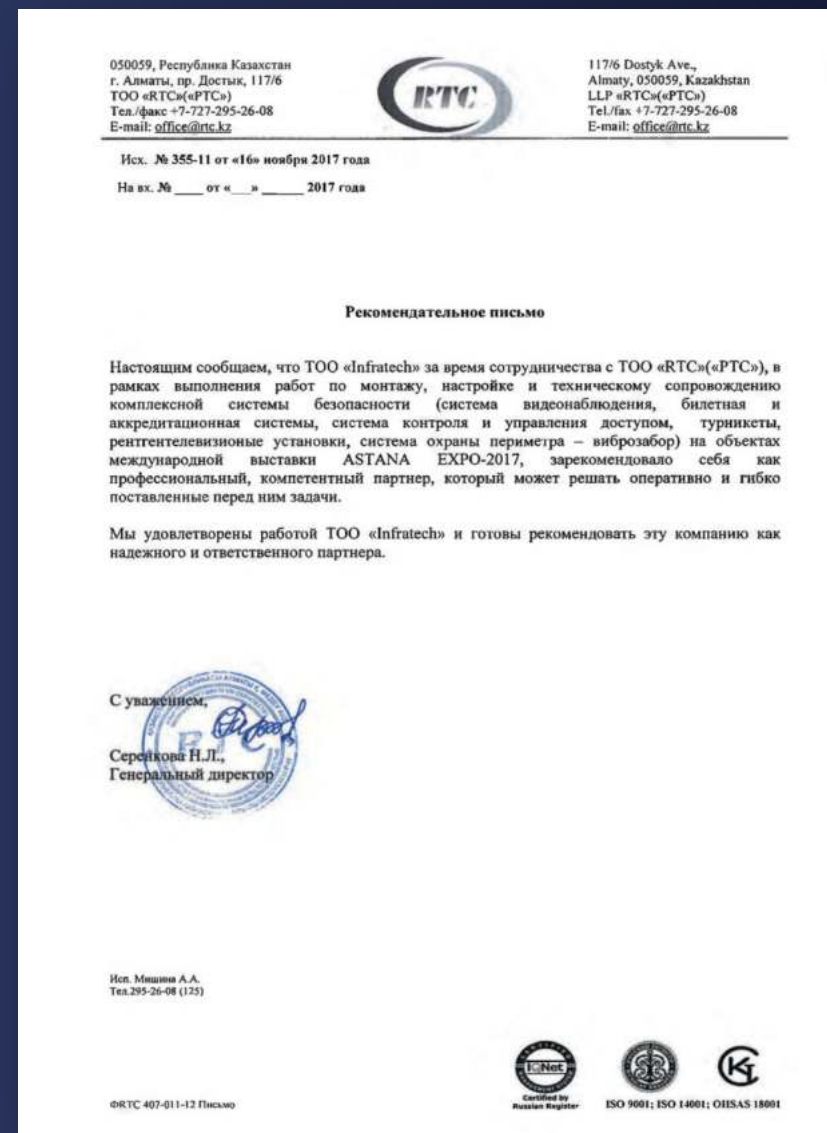 050059, Республика Казахстан
г. Алматы, пр. Достык, 117/6
ТОО «RTC»(«РТС»)
Тел./факс +7-727-295-26-08
E-mail: office@rtc.kz
RTC
117/6 Dostyk Ave.,
Almaty, 050059, Kazakhstan
LLP «RTC»(«РТС»)
Tel./fax +7-727-295-26-08
E-mail: office@rtc.kz
Исх. № 355-11 от «16» ноября 2017 года
На вх. № ____ от «___» ______ 2017 года
Рекомендательное письмо
Настоящим сообщаем, что ТОО «Infratech» за время сотрудничества с ТОО «RTC»(«РТС»), в
рамках выполнения работ по монтажу, настройке и техническому сопровождению
комплексной системы безопасности (система видеонаблюдения, билетная и
аккредитационная системы, система контроля и управления доступом, турникеты,
рентгентелевизионые установки, система охраны периметра – виброзабор) на объектах
международной выставки ASTANA EXPO-2017, зарекомендовало себя как
профессиональный, компетентный партнер, который может решать оперативно и гибко
поставленные перед ним задачи.
Мы удовлетворены работой ТОО «Infratech» и готовы рекомендовать эту компанию как
надежного и ответственного партнера.
С уважением,
RTC
Серенкова Н.Л.,
Генеральный директор
Исп. Мишина А.А.
Тел.295-26-08 (125)
IQNet
Certified by
Russian Register
ISO 9001; ISO 14001; OHSAS 18001
ФRTC 407-011-12 Письмо